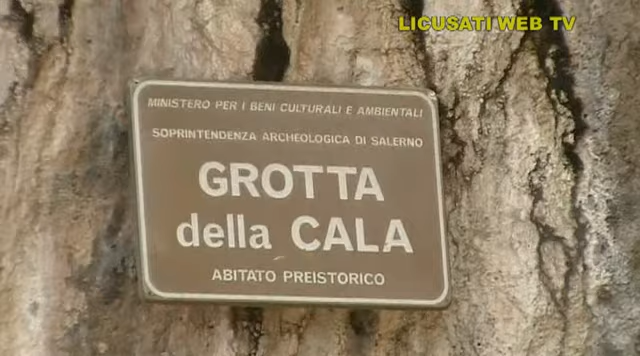 LICUSATI WEB TV
MINISTERO PER I BENI CULTURALI E AMBIENTALI
SOPRINTENDENZA ARCHEOLOGICA DI SALERNO
GROTTA
della CALA
ABITATO PREISTORICO